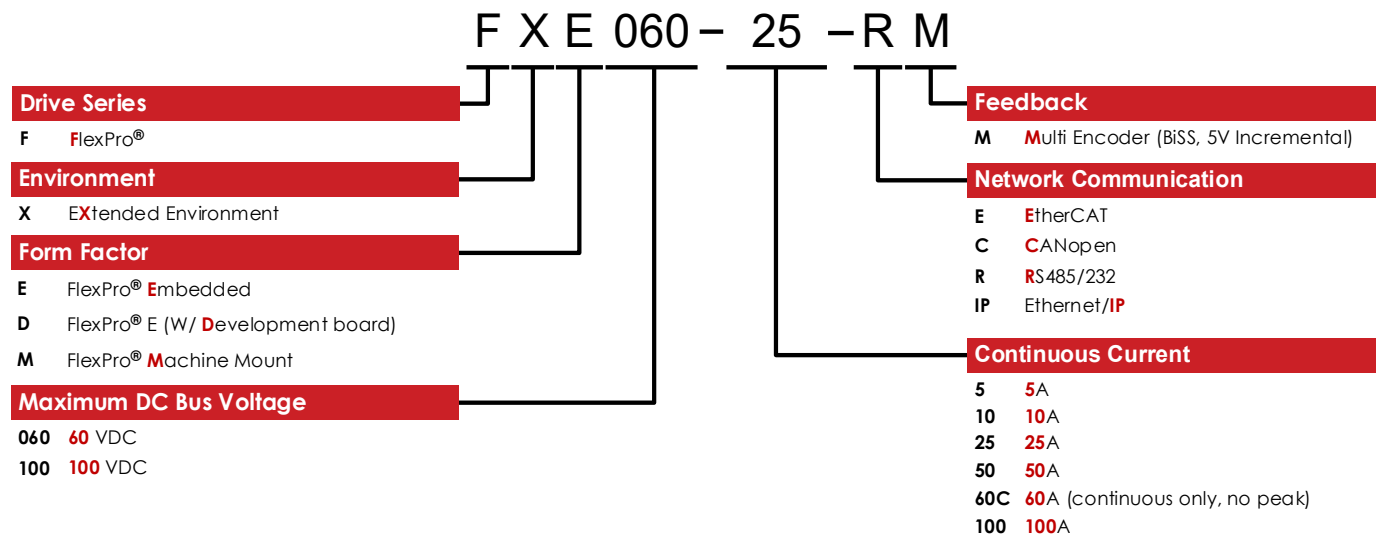 F X E 060 – 25 – R M
Drive Series
F FlexPro®
Environment
X EXtended Environment
Form Factor
E FlexPro® Embedded
D FlexPro® E (W/ Development board)
M FlexPro® Machine Mount
Maximum DC Bus Voltage
060 60 VDC
100 100 VDC
Feedback
M Multi Encoder (BiSS, 5V Incremental)
Network Communication
E EtherCAT
C CANopen
R RS485/232
IP Ethernet/IP
Continuous Current
5 5A
10 10A
25 25A
50 50A
60C 60A (continuous only, no peak)
100 100A